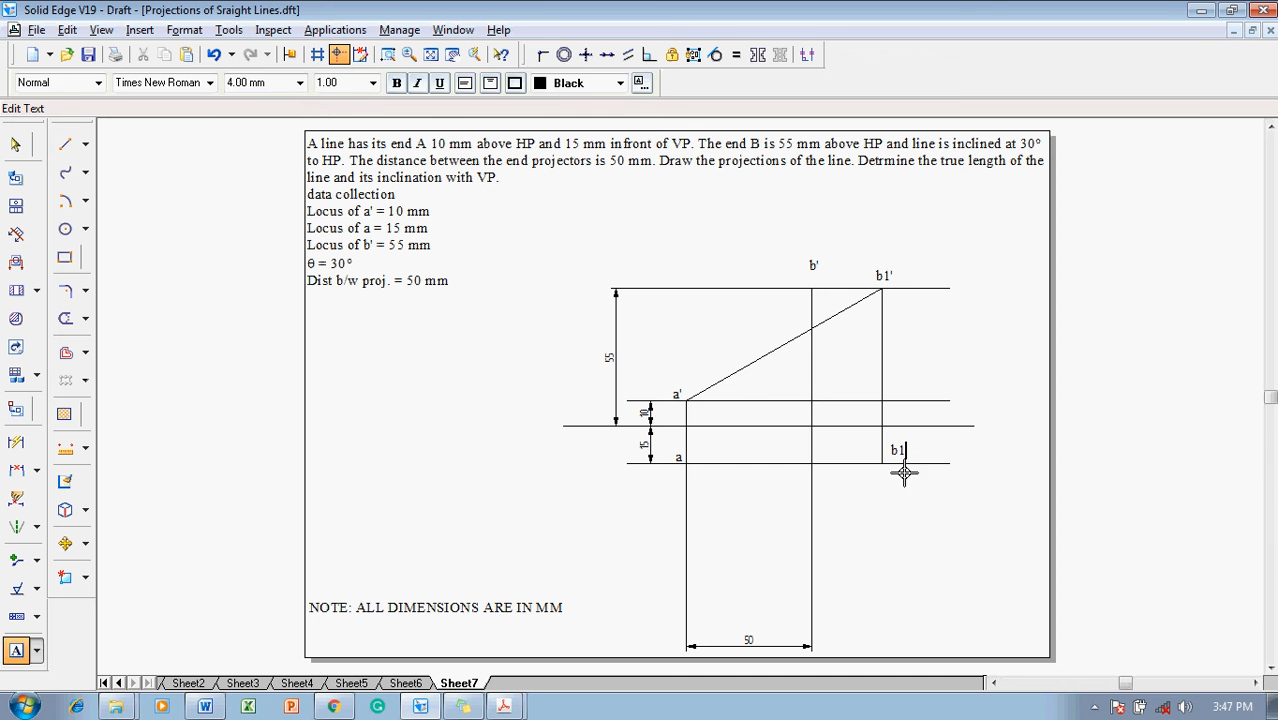 Solid Edge V19 - Draft - [Projections of Sraight Lines.dft]
File Edit View Insert Format Tools Inspect Applications Manage Window Help
Normal Times New Roman 4.00 mm 1.00 B I U Black A
Edit Text
A line has its end A 10 mm above HP and 15 mm infront of VP. The end B is 55 mm above HP and line is inclined at 30°
to HP. The distance between the end projectors is 50 mm. Draw the projections of the line. Detrmine the true length of the
line and its inclination with VP.
data collection
Locus of a' = 10 mm
Locus of a = 15 mm
Locus of b' = 55 mm
θ = 30°
Dist b/w proj. = 50 mm
b'
b1'
55
a'
10
15
b1
a
NOTE: ALL DIMENSIONS ARE IN MM
50
A
Sheet2 Sheet3 Sheet4 Sheet5 Sheet6 Sheet7
3:47 PM